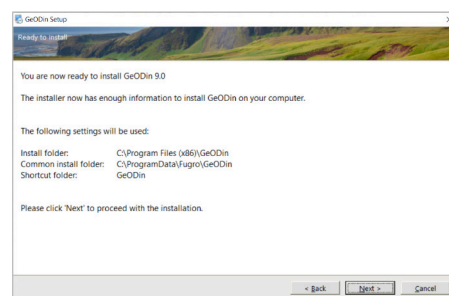 GeODin Setup
Ready to install
You are now ready to install GeODin 9.0
The installer now has enough information to install GeODin on your computer.
The following settings will be used:
Install folder: C:\Program Files (x86)\GeODin
Common install folder: C:\ProgramData\Fugro\GeODin
Shortcut folder: GeODin
Please click 'Next' to proceed with the installation.
< Back Next > Cancel